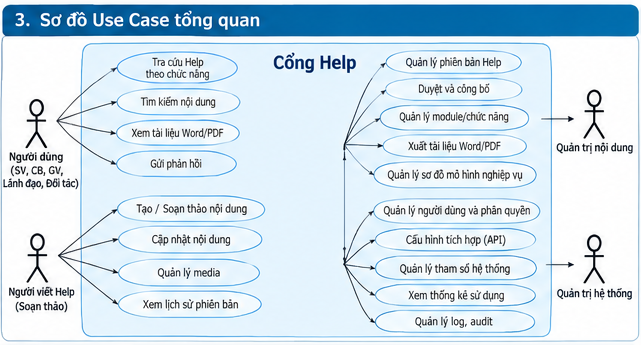 3. Sơ đồ Use Case tổng quan
Cổng Help
Tra cứu Help
theo chức năng
Tìm kiếm nội dung
Xem tài liệu Word/PDF
Gửi phản hồi
Người dùng
(SV, CB, GV,
Lánh đạo, Đối tác)
Tạo / Soạn thảo nội dung
Cập nhật nội dung
Quản lý media
Xem lịch sử phiên bản
Người viết Help
(Soạn thảo)
Quản lý phiên bản Help
Duyệt và công bố
Quản lý module/chức năng
Xuất tài liệu Word/PDF
Quản lý sơ đồ mô hình nghiệp vụ
Quản trị nội dung
Quản lý người dùng và phân quyền
Cấu hình tích hợp (API)
Quản lý tham số hệ thống
Xem thống kê sử dụng
Quản lý log, audit
Quản trị hệ thống